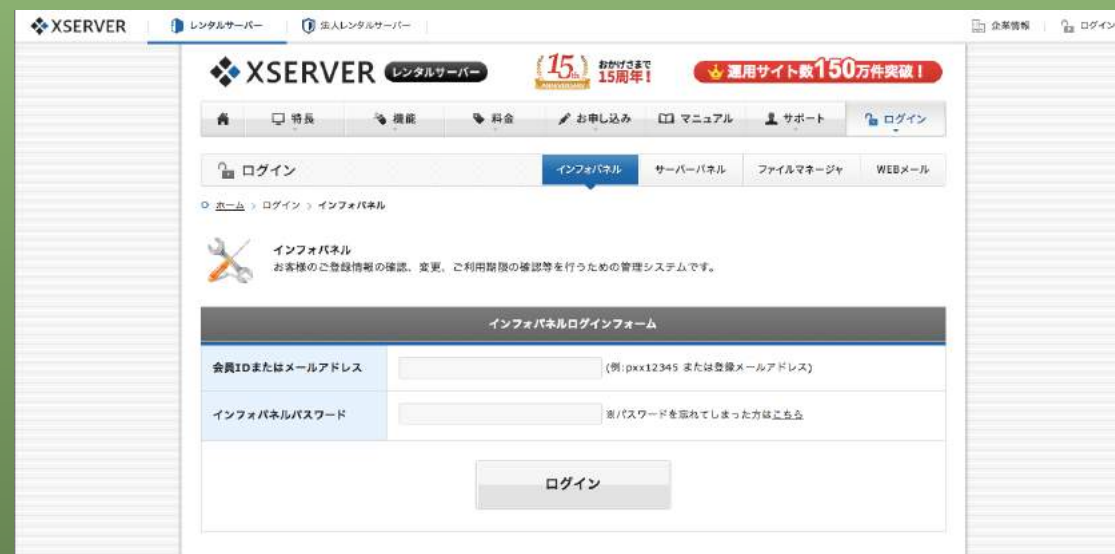 XSERVER レンタルサーバー 法人レンタルサーバー 企業情報 ログイン
XSERVER レンタルサーバー 15th ANNIVERSARY おかげさまで 15周年! 運用サイト数150万件突破!
特長 機能 料金 お申し込み マニュアル サポート ログイン
ログイン インフォパネル サーバーパネル ファイルマネージャ WEBメール
ホーム > ログイン > インフォパネル
インフォパネル
お客様のご登録情報の確認、変更、ご利用期限の確認等を行うための管理システムです。
インフォパネルログインフォーム
会員IDまたはメールアドレス (例:pxx12345 または登録メールアドレス)
インフォパネルパスワード ※パスワードを忘れてしまった方はこちら
ログイン